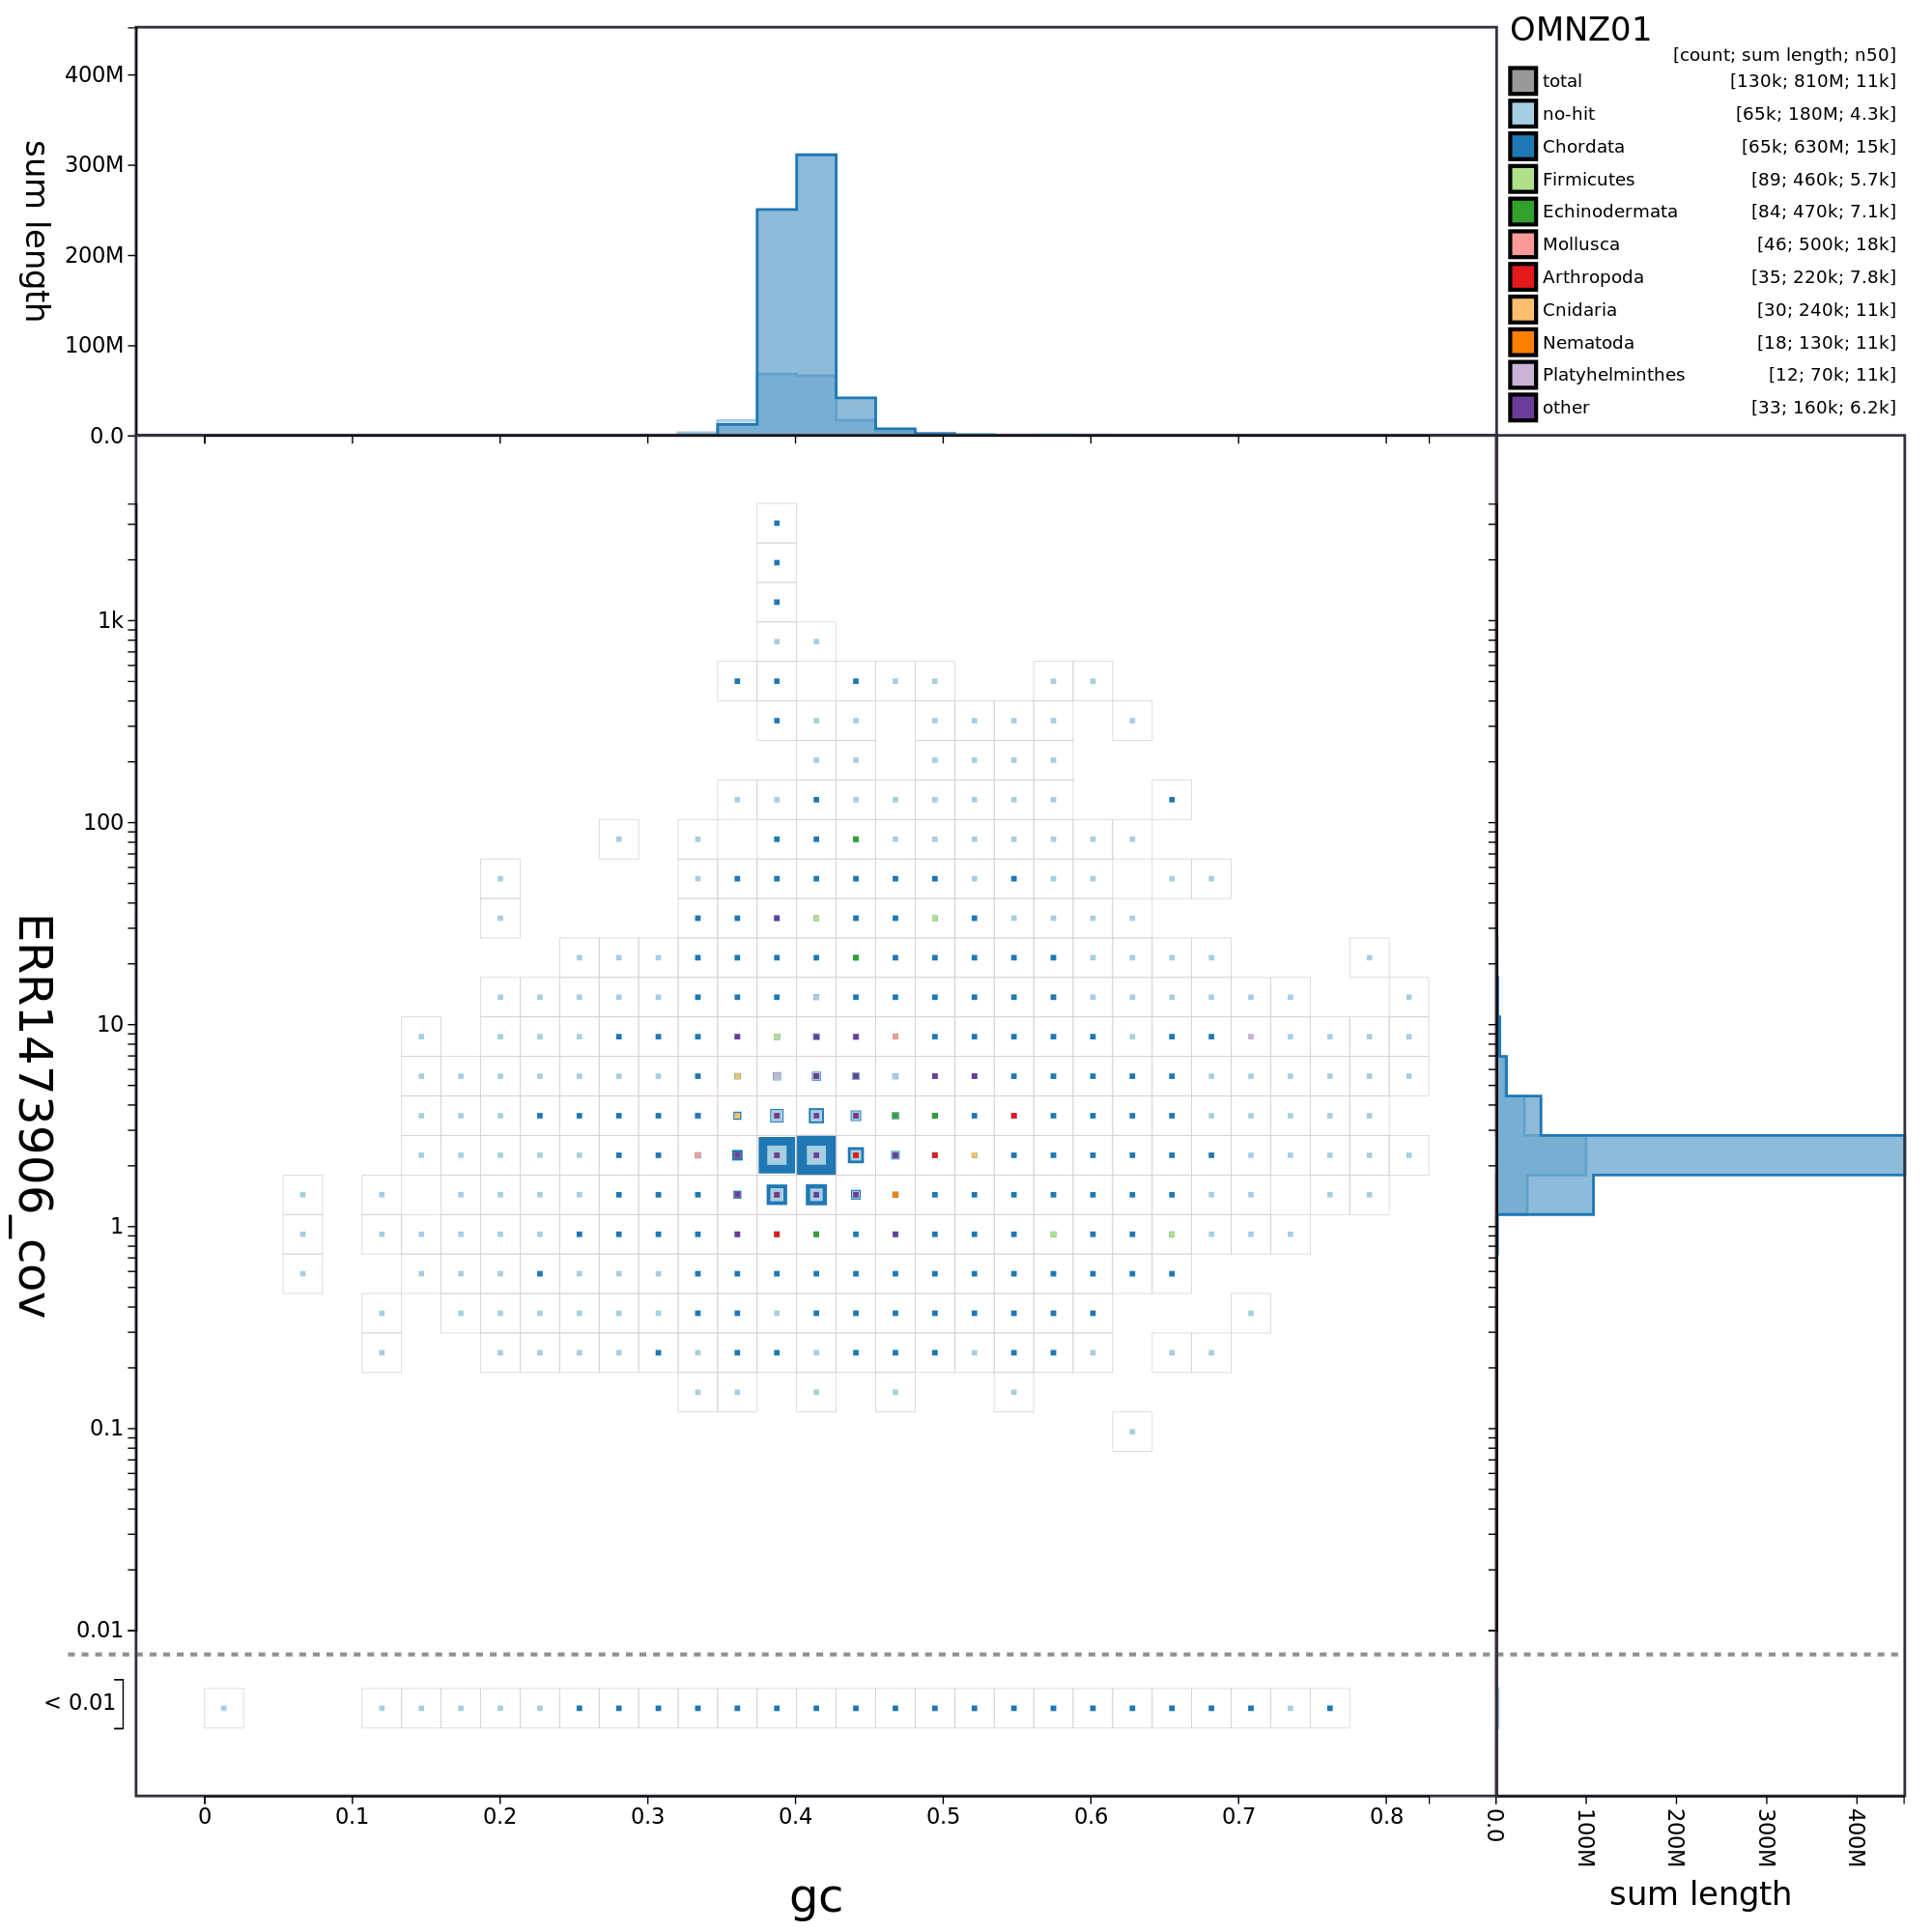 OMNZ01
[count; sum length; n50]
total [130k; 810M; 11k]
no-hit [65k; 180M; 4.3k]
Chordata [65k; 630M; 15k]
Firmicutes [89; 460k; 5.7k]
Echinodermata [84; 470k; 7.1k]
Mollusca [46; 500k; 18k]
Arthropoda [35; 220k; 7.8k]
Cnidaria [30; 240k; 11k]
Nematoda [18; 130k; 11k]
Platyhelminthes [12; 70k; 11k]
other [33; 160k; 6.2k]
sum length
400M
300M
200M
100M
0.0
ERR1473906_cov
1k
100
10
1
0.1
0.01
< 0.01
0 0.1 0.2 0.3 0.4 0.5 0.6 0.7 0.8
gc
0.0 100M 200M 300M 400M
sum length